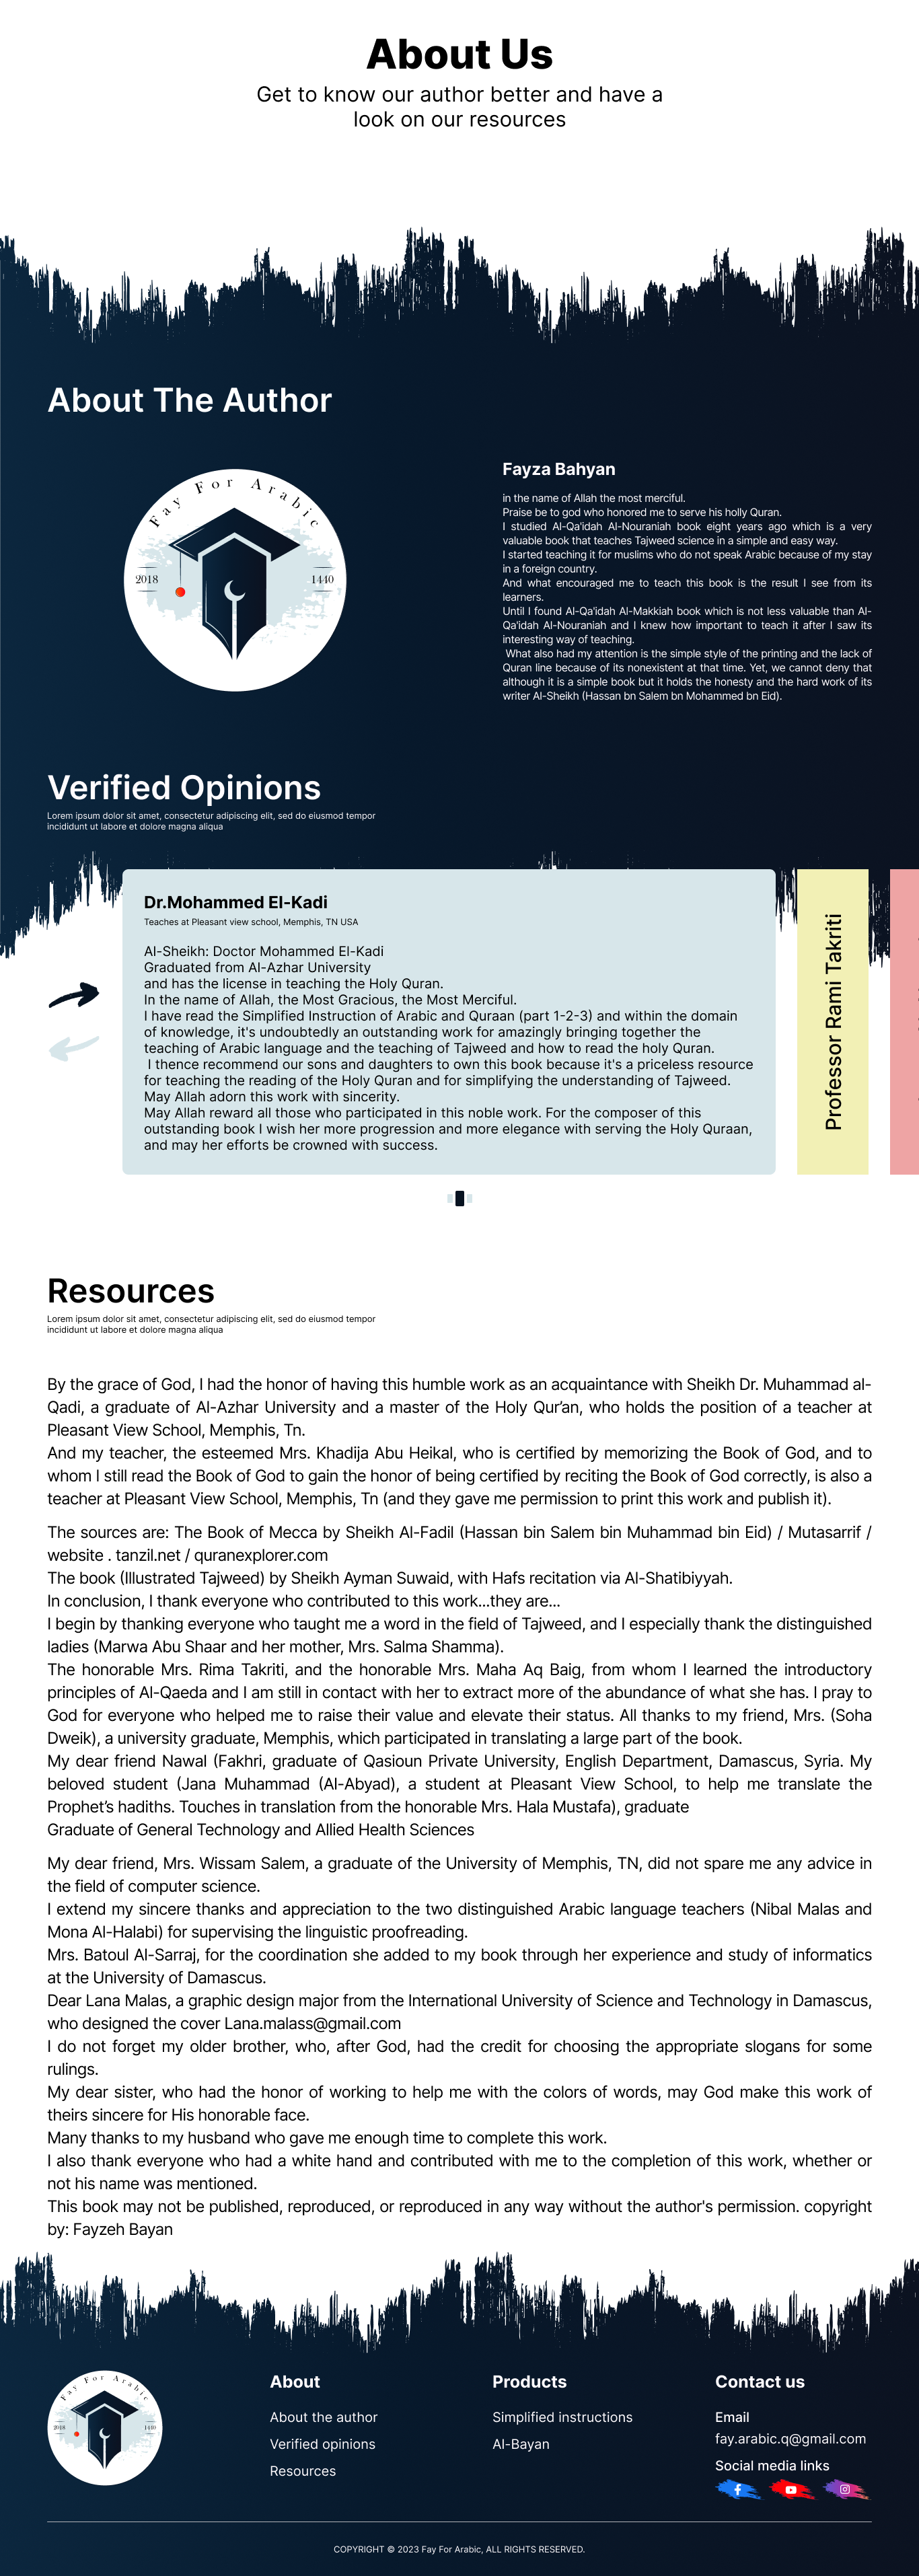 About Us
Get to know our author better and have a
look on our resources
About The Author
Fay For Arabic
2018
1440
Fayza Bahyan
in the name of Allah the most merciful.
Praise be to god who honored me to serve his holly Quran.
I studied Al-Qa'idah Al-Nouraniah book eight years ago which is a very
valuable book that teaches Tajweed science in a simple and easy way.
I started teaching it for muslims who do not speak Arabic because of my stay
in a foreign country.
And what encouraged me to teach this book is the result I see from its
learners.
Until I found Al-Qa'idah Al-Makkiah book which is not less valuable than Al-
Qa'idah Al-Nouraniah and I knew how important to teach it after I saw its
interesting way of teaching.
What also had my attention is the simple style of the printing and the lack of
Quran line because of its nonexistent at that time. Yet, we cannot deny that
although it is a simple book but it holds the honesty and the hard work of its
writer Al-Sheikh (Hassan bn Salem bn Mohammed bn Eid).
Verified Opinions
Lorem ipsum dolor sit amet, consectetur adipiscing elit, sed do eiusmod tempor
incididunt ut labore et dolore magna aliqua
Dr.Mohammed El-Kadi
Teaches at Pleasant view school, Memphis, TN USA
Al-Sheikh: Doctor Mohammed El-Kadi
Graduated from Al-Azhar University
and has the license in teaching the Holy Quran.
In the name of Allah, the Most Gracious, the Most Merciful.
I have read the Simplified Instruction of Arabic and Quraan (part 1-2-3) and within the domain
of knowledge, it's undoubtedly an outstanding work for amazingly bringing together the
teaching of Arabic language and the teaching of Tajweed and how to read the holy Quran.
I thence recommend our sons and daughters to own this book because it's a priceless resource
for teaching the reading of the Holy Quran and for simplifying the understanding of Tajweed.
May Allah adorn this work with sincerity.
May Allah reward all those who participated in this noble work. For the composer of this
outstanding book I wish her more progression and more elegance with serving the Holy Quraan,
and may her efforts be crowned with success.
Professor Rami Takriti
Resources
Lorem ipsum dolor sit amet, consectetur adipiscing elit, sed do eiusmod tempor
incididunt ut labore et dolore magna aliqua
By the grace of God, I had the honor of having this humble work as an acquaintance with Sheikh Dr. Muhammad al-
Qadi, a graduate of Al-Azhar University and a master of the Holy Qur’an, who holds the position of a teacher at
Pleasant View School, Memphis, Tn.
And my teacher, the esteemed Mrs. Khadija Abu Heikal, who is certified by memorizing the Book of God, and to
whom I still read the Book of God to gain the honor of being certified by reciting the Book of God correctly, is also a
teacher at Pleasant View School, Memphis, Tn (and they gave me permission to print this work and publish it).
The sources are: The Book of Mecca by Sheikh Al-Fadil (Hassan bin Salem bin Muhammad bin Eid) / Mutasarrif /
website . tanzil.net / quranexplorer.com
The book (Illustrated Tajweed) by Sheikh Ayman Suwaid, with Hafs recitation via Al-Shatibiyyah.
In conclusion, I thank everyone who contributed to this work...they are...
I begin by thanking everyone who taught me a word in the field of Tajweed, and I especially thank the distinguished
ladies (Marwa Abu Shaar and her mother, Mrs. Salma Shamma).
The honorable Mrs. Rima Takriti, and the honorable Mrs. Maha Aq Baig, from whom I learned the introductory
principles of Al-Qaeda and I am still in contact with her to extract more of the abundance of what she has. I pray to
God for everyone who helped me to raise their value and elevate their status. All thanks to my friend, Mrs. (Soha
Dweik), a university graduate, Memphis, which participated in translating a large part of the book.
My dear friend Nawal (Fakhri, graduate of Qasioun Private University, English Department, Damascus, Syria. My
beloved student (Jana Muhammad (Al-Abyad), a student at Pleasant View School, to help me translate the
Prophet’s hadiths. Touches in translation from the honorable Mrs. Hala Mustafa), graduate
Graduate of General Technology and Allied Health Sciences
My dear friend, Mrs. Wissam Salem, a graduate of the University of Memphis, TN, did not spare me any advice in
the field of computer science.
I extend my sincere thanks and appreciation to the two distinguished Arabic language teachers (Nibal Malas and
Mona Al-Halabi) for supervising the linguistic proofreading.
Mrs. Batoul Al-Sarraj, for the coordination she added to my book through her experience and study of informatics
at the University of Damascus.
Dear Lana Malas, a graphic design major from the International University of Science and Technology in Damascus,
who designed the cover Lana.malass@gmail.com
I do not forget my older brother, who, after God, had the credit for choosing the appropriate slogans for some
rulings.
My dear sister, who had the honor of working to help me with the colors of words, may God make this work of
theirs sincere for His honorable face.
Many thanks to my husband who gave me enough time to complete this work.
I also thank everyone who had a white hand and contributed with me to the completion of this work, whether or
not his name was mentioned.
This book may not be published, reproduced, or reproduced in any way without the author's permission. copyright
by: Fayzeh Bayan
Fay For Arabic
2018
1440
About
About the author
Verified opinions
Resources
Products
Simplified instructions
Al-Bayan
Contact us
Email
fay.arabic.q@gmail.com
Social media links
COPYRIGHT © 2023 Fay For Arabic, ALL RIGHTS RESERVED.